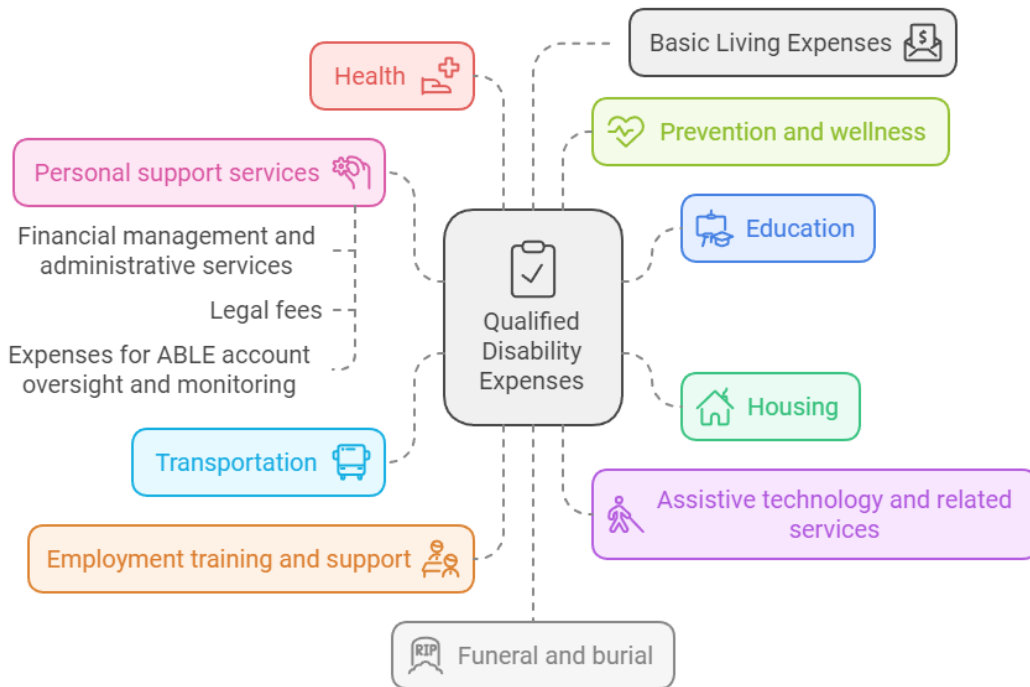 Basic Living Expenses
$
Health
Prevention and wellness
Personal support services
Financial management and
administrative services
Legal fees
Expenses for ABLE account
oversight and monitoring
Education
Qualified
Disability
Expenses
Housing
Transportation
Assistive technology and related
services
Employment training and support
RIP
Funeral and burial